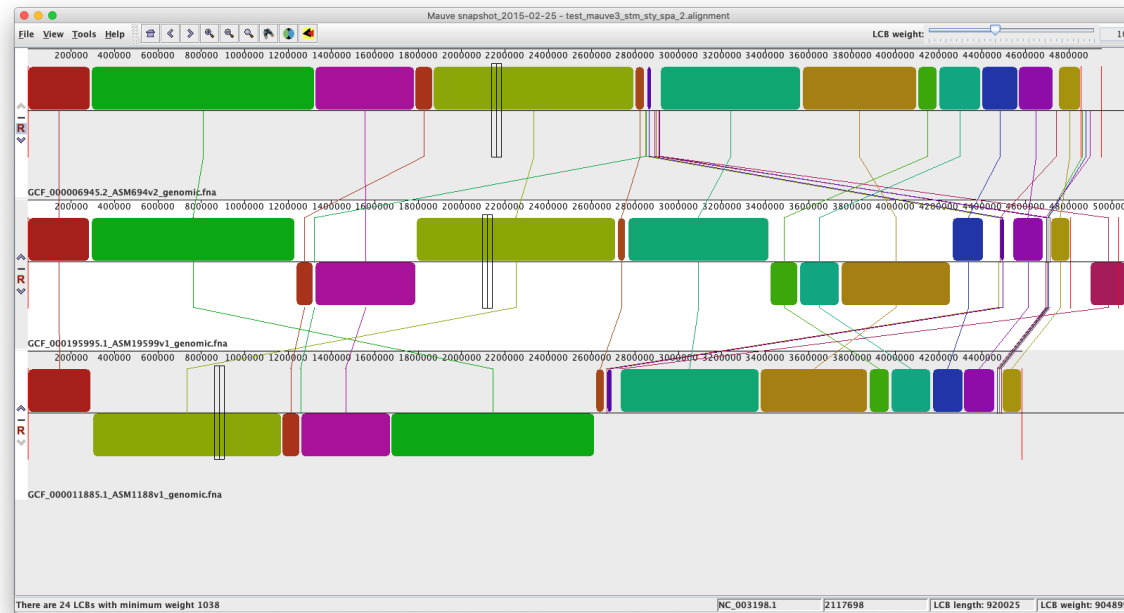 Mauve snapshot_2015-02-25 - test_mauve3_stm_sty_spa_2.alignment
File View Tools Help
LCB weight: 10
200000 400000 600000 800000 1000000 1200000 1400000 1600000 1800000 2000000 2200000 2400000 2600000 2800000 3000000 3200000 3400000 3600000 3800000 4000000 4200000 4400000 4600000 4800000
R
GCF_000006945.2_ASM694v2_genomic.fna
200000 400000 600000 800000 1000000 1200000 1400000 1600000 1800000 2000000 2200000 2400000 2600000 2800000 3000000 3200000 3400000 3600000 3800000 4000000 4200000 4400000 4600000 4800000 500000
R
GCF_000195995.1_ASM19599v1_genomic.fna
200000 400000 600000 800000 1000000 1200000 1400000 1600000 1800000 2000000 2200000 2400000 2600000 2800000 3000000 3200000 3400000 3600000 3800000 4000000 4200000 4400000
R
GCF_000011885.1_ASM1188v1_genomic.fna
There are 24 LCBs with minimum weight 1038 NC_003198.1 2117698 LCB length: 920025 LCB weight: 904899